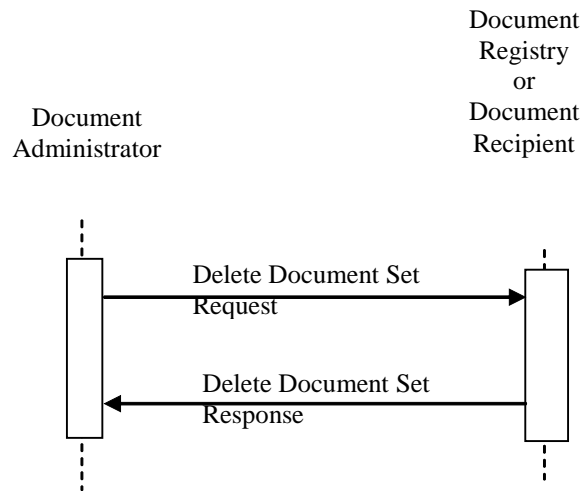 Document
Registry
or
Document
Recipient
Document
Administrator
Delete Document Set
Request
Delete Document Set
Response